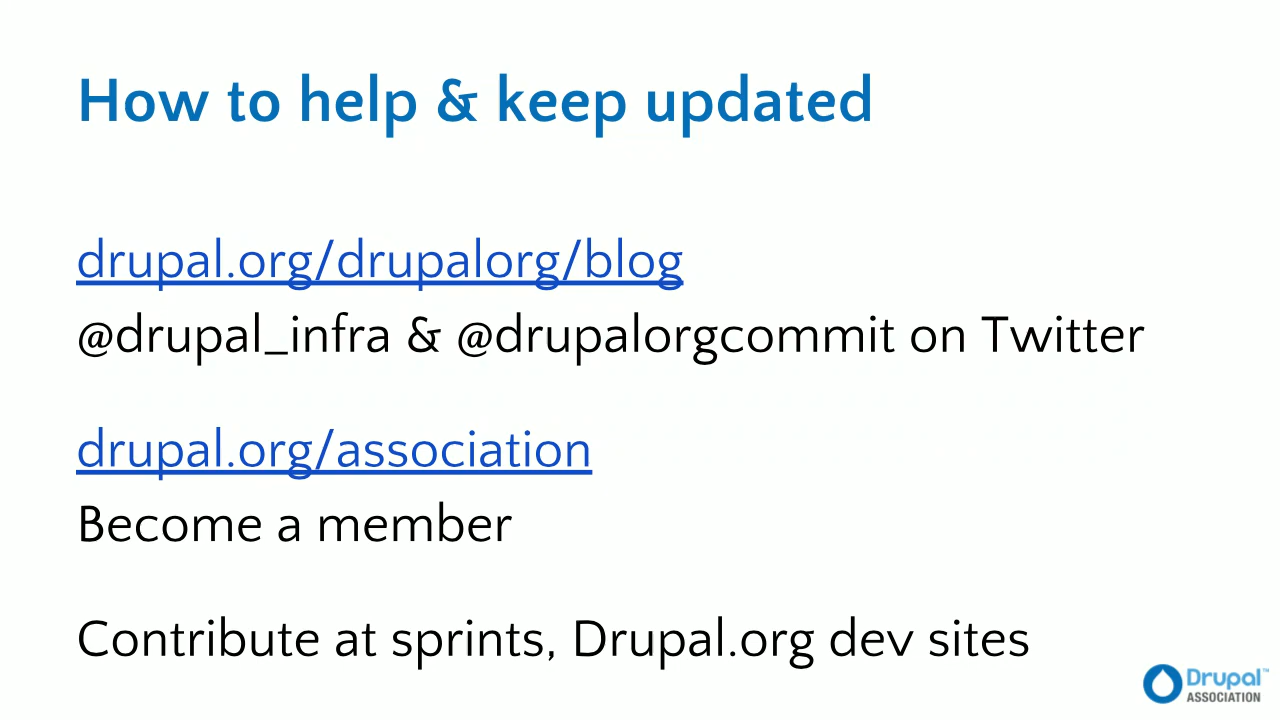 How to help & keep updated
drupal.org/drupalorg/blog
@drupal_infra & @drupalorgcommit on Twitter
drupal.org/association
Become a member
Contribute at sprints, Drupal.org dev sites
Drupal™
ASSOCIATION